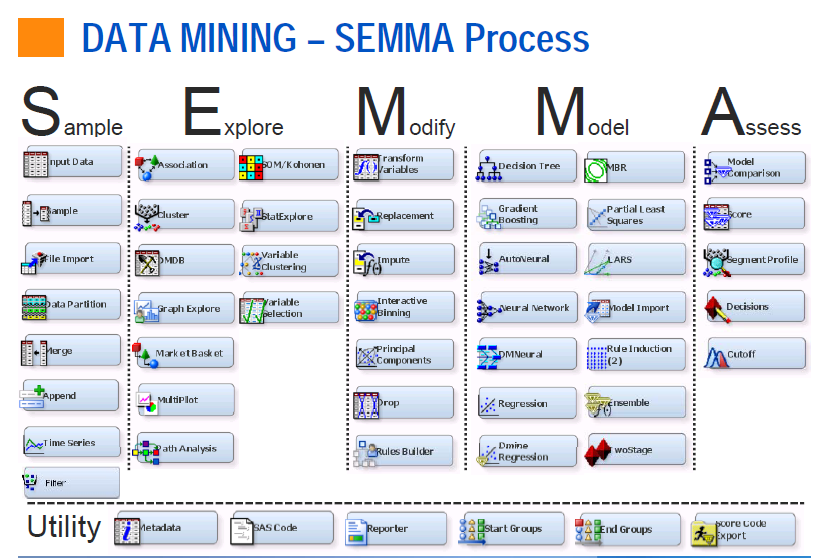 DATA MINING – SEMMA Process
Sample
Explore
Modify
Model
Assess
Input Data
Sample
File Import
Data Partition
Merge
Append
Time Series
Filter
Association
Cluster
DMDB
Graph Explore
Market Basket
MultiPlot
Path Analysis
SOM/Kohonen
StatExplore
Variable
Clustering
Variable
Selection
Transform
Variables
Replacement
Impute
Interactive
Binning
Principal
Components
Drop
Rules Builder
Decision Tree
Gradient
Boosting
AutoNeural
Neural Network
DMNeural
Regression
Dmine
Regression
MBR
Partial Least
Squares
LARS
Model Import
Rule Induction
(2)
Ensemble
TwoStage
Model
Comparison
Score
Segment Profile
Decisions
Cutoff
Utility
Metadata
SAS Code
Reporter
Start Groups
End Groups
Score Code
Export